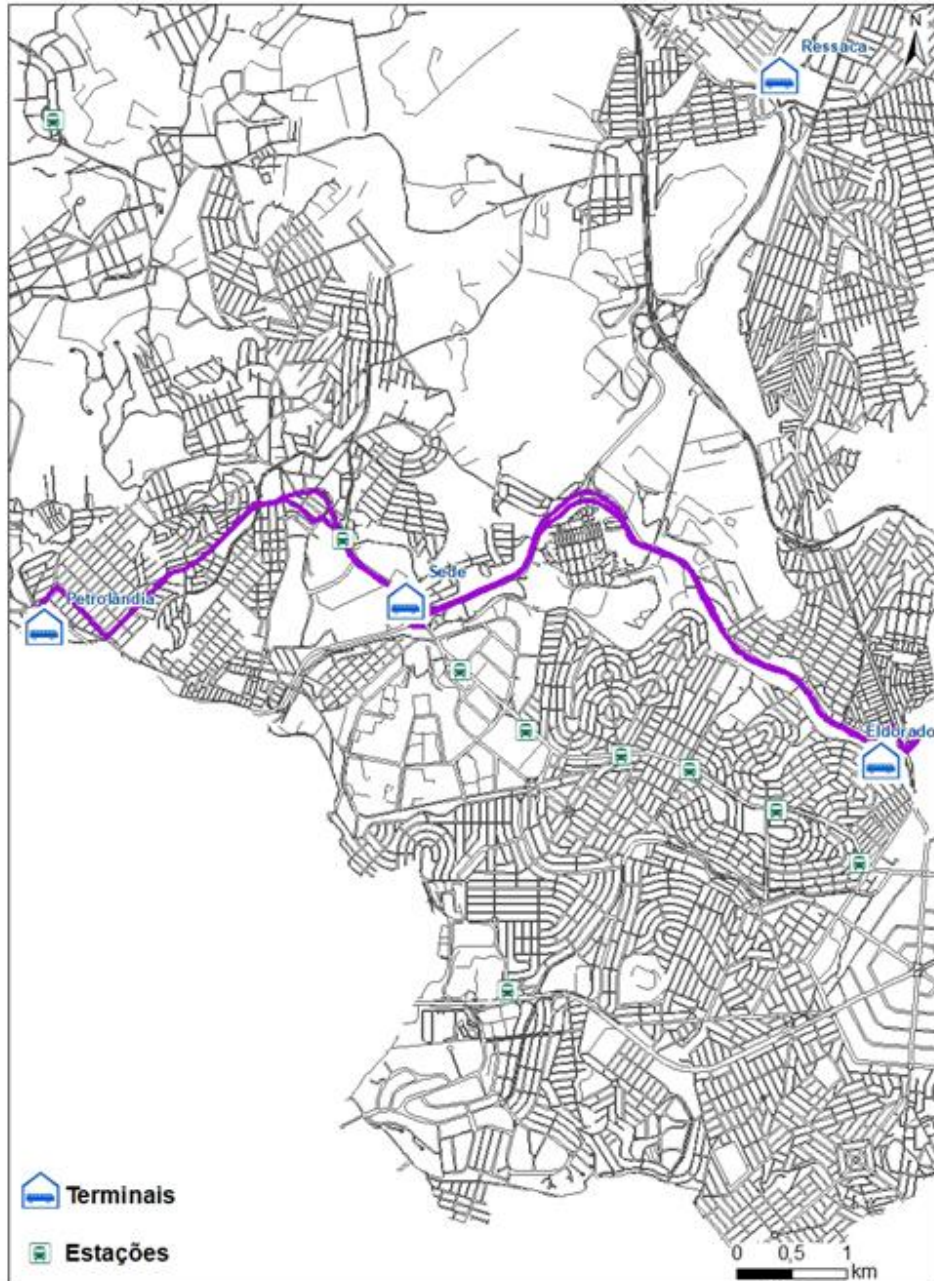 N
Ressaca
Sede
Petrolândia
Eldorado
Terminais
Estações
0 0,5 1
km